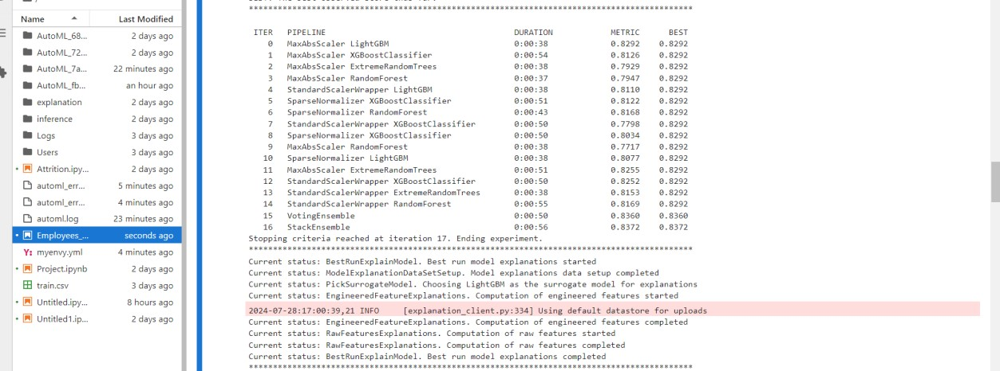 Name Last Modified
AutoML_68... 2 days ago
AutoML_72... 2 days ago
AutoML_7a... 22 minutes ago
AutoML_fb... an hour ago
explanation 2 days ago
inference 2 days ago
Logs 3 days ago
Users 3 days ago
Attrition.ipy... 2 days ago
automl_err... 5 minutes ago
automl_err... 4 minutes ago
automl.log 23 minutes ago
Employees_... seconds ago
Y: myenvy.yml 4 minutes ago
Project.ipynb 2 days ago
train.csv 3 days ago
Untitled.ipy... 8 hours ago
Untitled1.ip... 2 days ago
****************************************************************************************************
ITER PIPELINE DURATION METRIC BEST
0 MaxAbsScaler LightGBM 0:00:38 0.8292 0.8292
1 MaxAbsScaler XGBoostClassifier 0:00:54 0.8126 0.8292
2 MaxAbsScaler ExtremeRandomTrees 0:00:38 0.7929 0.8292
3 MaxAbsScaler RandomForest 0:00:37 0.7947 0.8292
4 StandardScalerWrapper LightGBM 0:00:38 0.8110 0.8292
5 SparseNormalizer XGBoostClassifier 0:00:51 0.8122 0.8292
6 SparseNormalizer RandomForest 0:00:43 0.8168 0.8292
7 StandardScalerWrapper XGBoostClassifier 0:00:50 0.7798 0.8292
8 SparseNormalizer XGBoostClassifier 0:00:50 0.8034 0.8292
9 MaxAbsScaler RandomForest 0:00:38 0.7717 0.8292
10 SparseNormalizer LightGBM 0:00:38 0.8077 0.8292
11 MaxAbsScaler ExtremeRandomTrees 0:00:51 0.8255 0.8292
12 StandardScalerWrapper XGBoostClassifier 0:00:50 0.8252 0.8292
13 StandardScalerWrapper ExtremeRandomTrees 0:00:38 0.8153 0.8292
14 StandardScalerWrapper RandomForest 0:00:55 0.8169 0.8292
15 VotingEnsemble 0:00:50 0.8360 0.8360
16 StackEnsemble 0:00:56 0.8372 0.8372
Stopping criteria reached at iteration 17. Ending experiment.
****************************************************************************************************
Current status: BestRunExplainModel. Best run model explanations started
Current status: ModelExplanationDataSetSetup. Model explanations data setup completed
Current status: PickSurrogateModel. Choosing LightGBM as the surrogate model for explanations
Current status: EngineeredFeatureExplanations. Computation of engineered features started
2024-07-28:17:00:39,21 INFO [explanation_client.py:334] Using default datastore for uploads
Current status: EngineeredFeatureExplanations. Computation of engineered features completed
Current status: RawFeaturesExplanations. Computation of raw features started
Current status: RawFeaturesExplanations. Computation of raw features completed
Current status: BestRunExplainModel. Best run model explanations completed
****************************************************************************************************